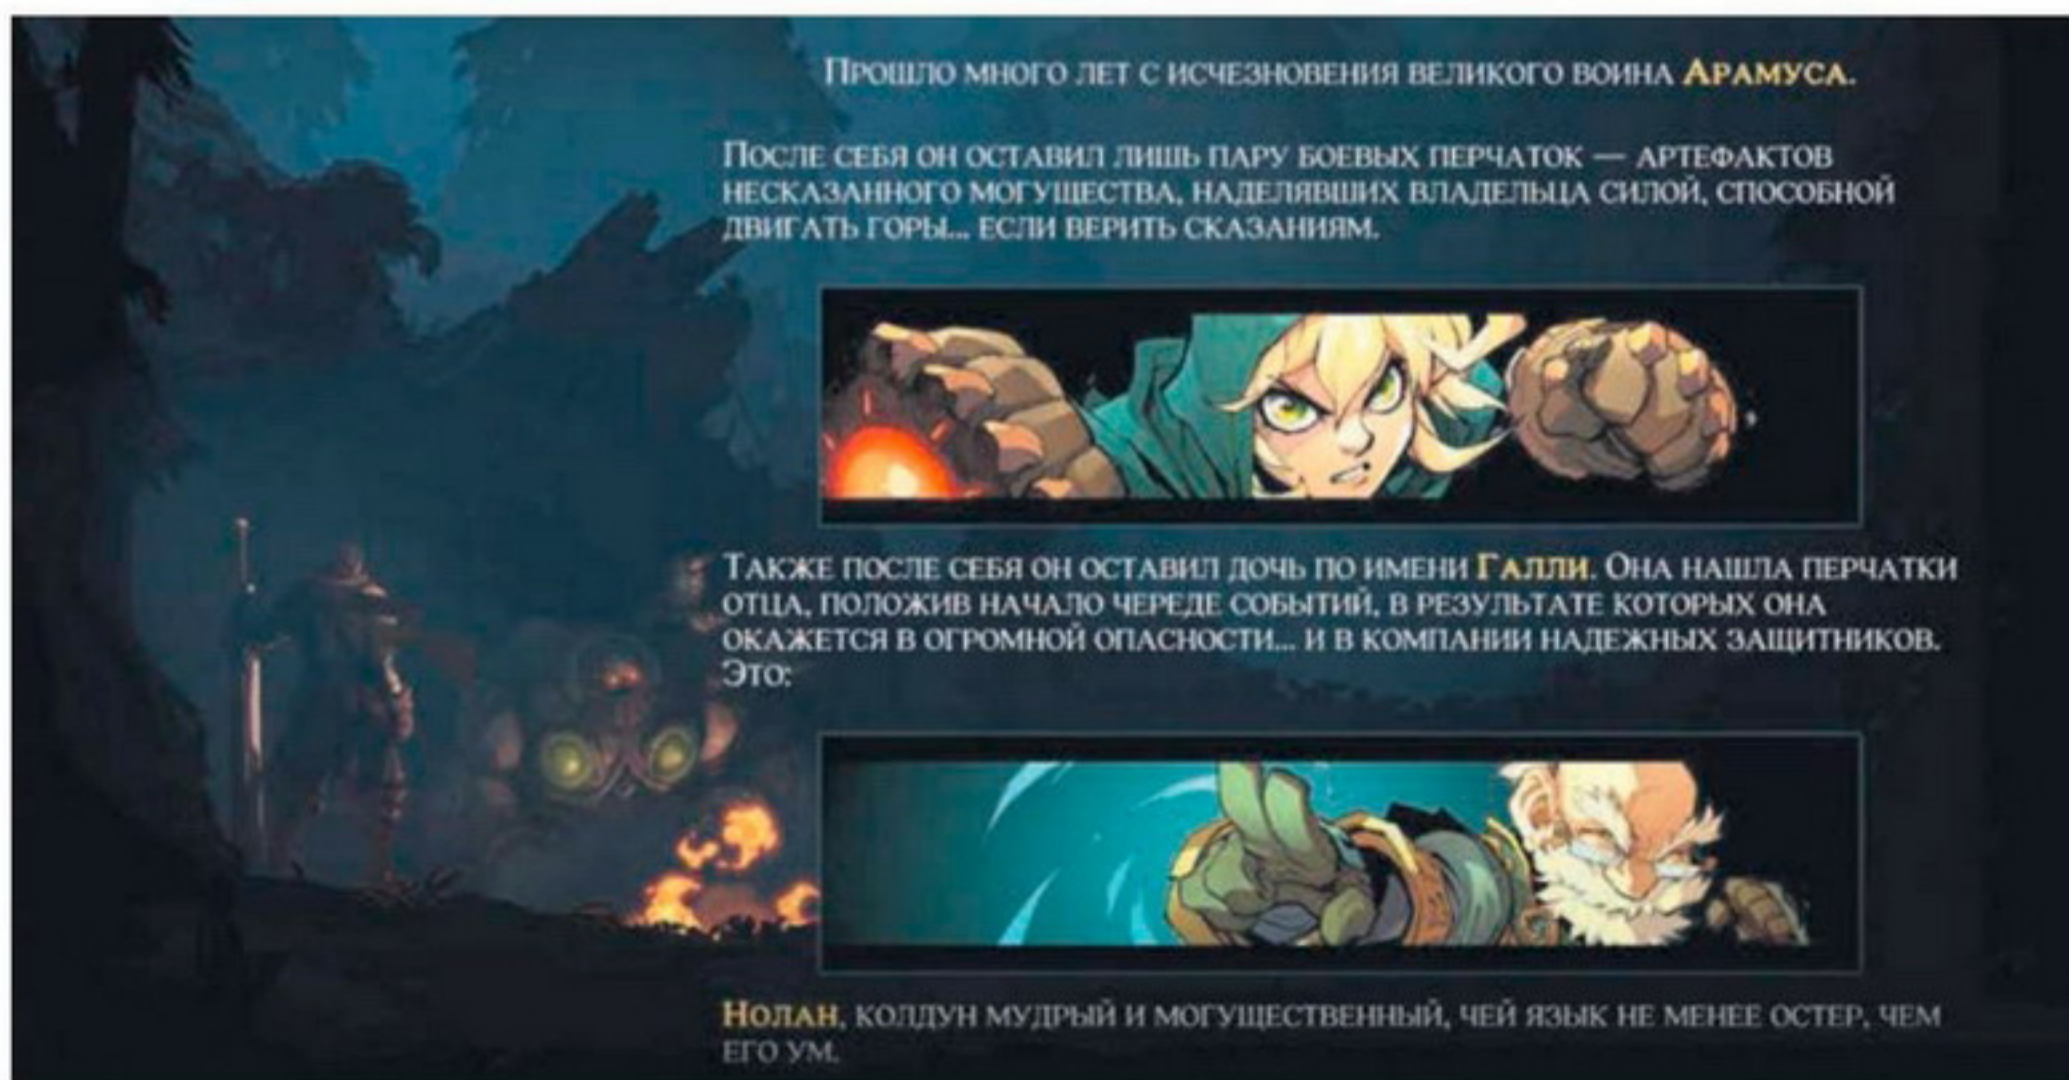 Прошло много лет с исчезновения великого воина Арамуса.
После себя он оставил лишь пару боевых перчаток — артефактов
несказанного могущества, наделявших владельца силой, способной
двигать горы... если верить сказаниям.
Также после себя он оставил дочь по имени Галли. Она нашла перчатки
отца, положив начало череде событий, в результате которых она
окажется в огромной опасности... и в компании надежных защитников.
Это:
Нолан, колдун мудрый и могущественный, чей язык не менее остер, чем
его ум.